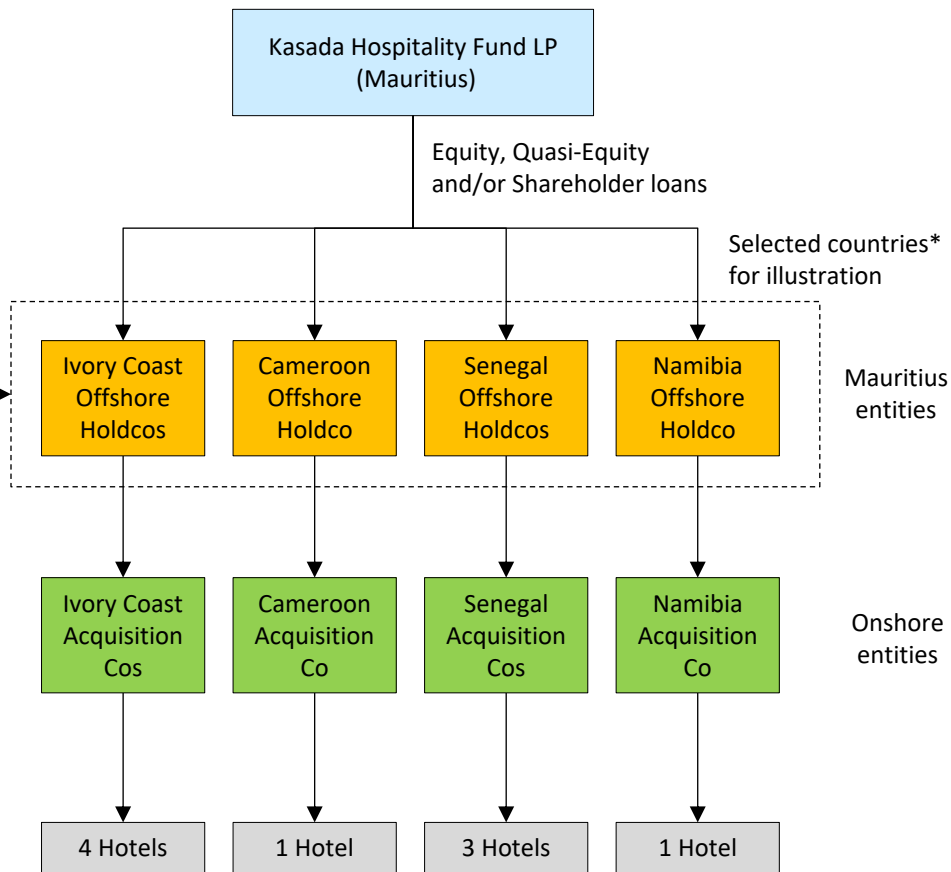 Kasada Hospitality Fund LP
(Mauritius)
Equity, Quasi-Equity
and/or Shareholder loans
Selected countries*
for illustration
Ivory Coast
Offshore
Holdcos
Cameroon
Offshore
Holdco
Senegal
Offshore
Holdcos
Namibia
Offshore
Holdco
Mauritius
entities
Ivory Coast
Acquisition
Cos
Cameroon
Acquisition
Co
Senegal
Acquisition
Cos
Namibia
Acquisition
Co
Onshore
entities
4 Hotels
1 Hotel
3 Hotels
1 Hotel